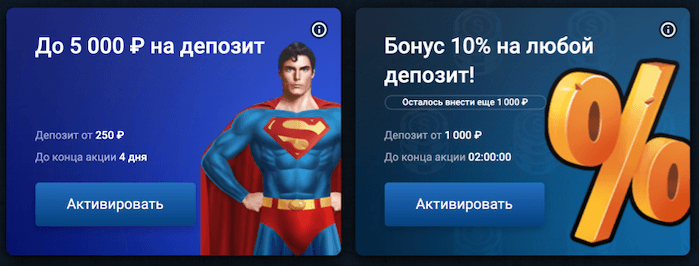 До 5 000 ₽ на депозит
Депозит от 250 ₽
До конца акции 4 дня
Активировать
Бонус 10% на любой
депозит!
Осталось внести еще 1 000 ₽
Депозит от 1 000 ₽
До конца акции 02:00:00
Активировать